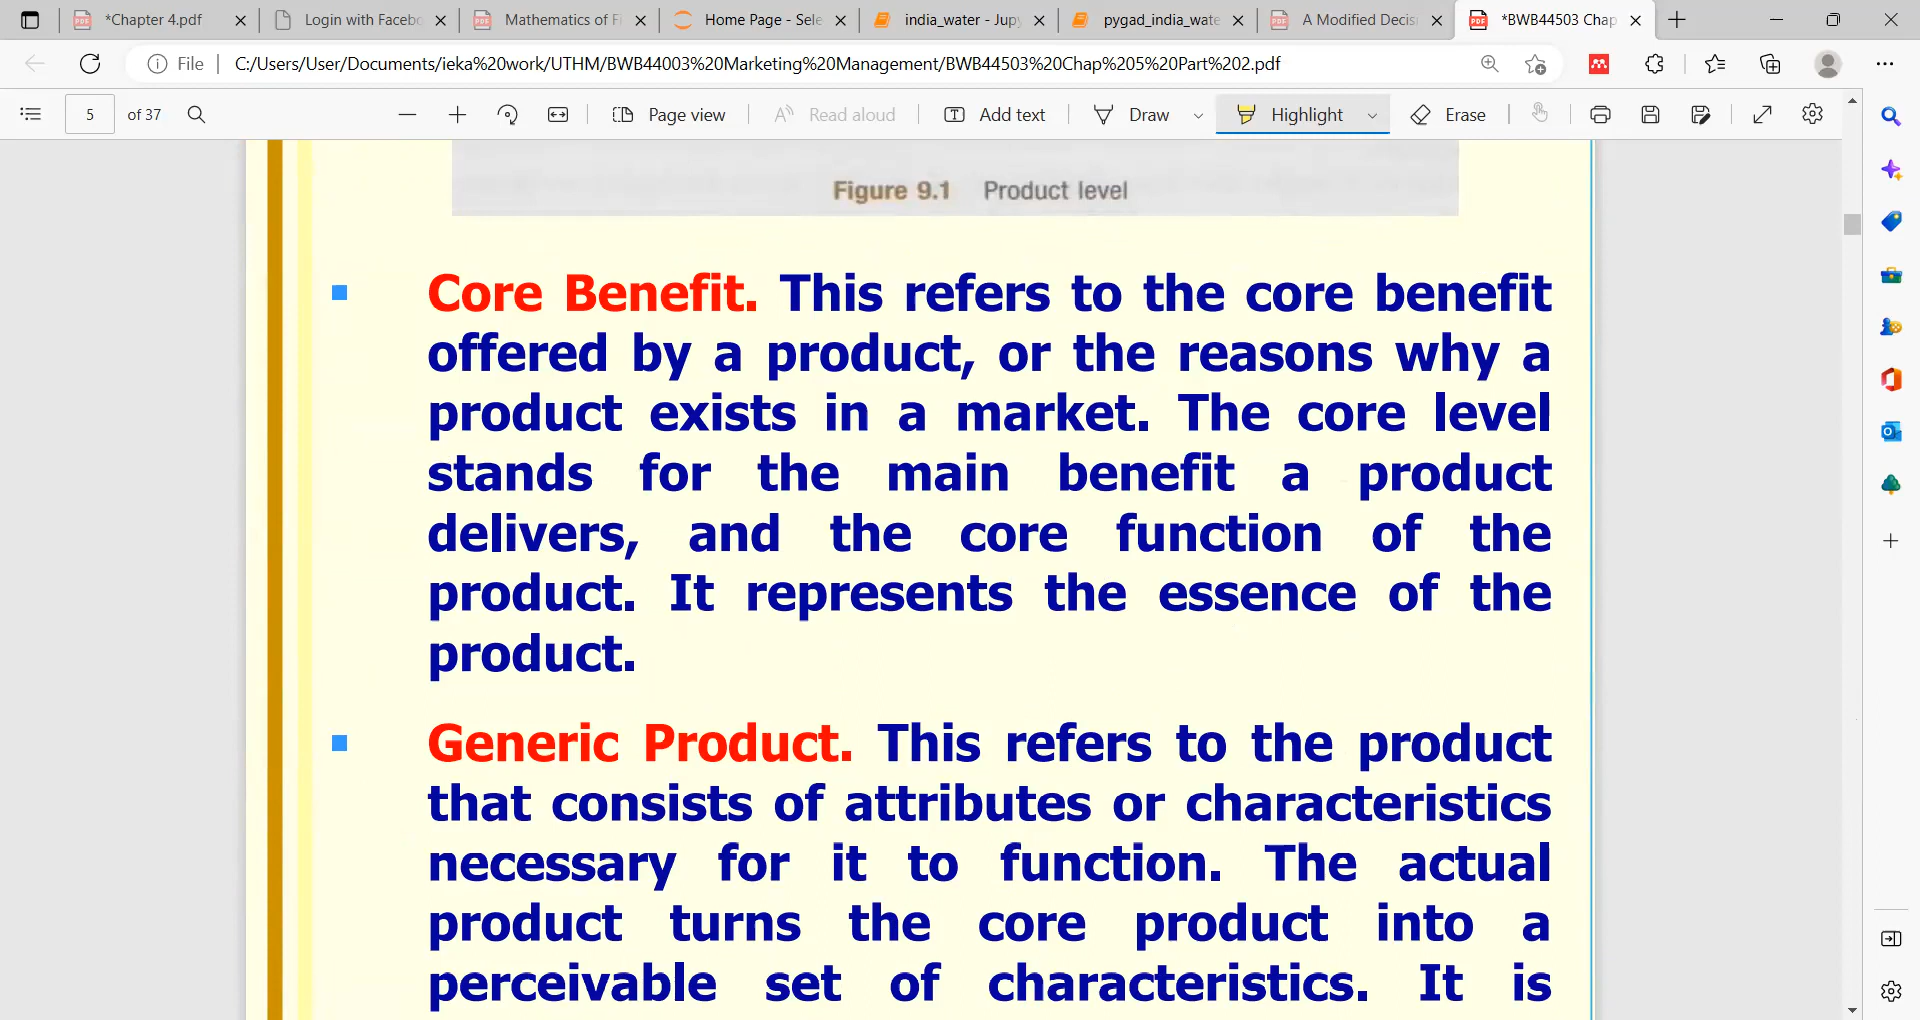 *Chapter 4.pdf
Login with Facebo
Mathematics of Fi
Home Page - Sele
india_water - Jupy
pygad_india_wate
A Modified Decisi
*BWB44503 Chap
File
C:/Users/User/Documents/ieka%20work/UTHM/BWB44003%20Marketing%20Management/BWB44503%20Chap%205%20Part%202.pdf
5 of 37
Page view
Read aloud
Add text
Draw
Highlight
Erase
Figure 9.1 Product level
Core Benefit. This refers to the core benefit
offered by a product, or the reasons why a
product exists in a market. The core level
stands for the main benefit a product
delivers, and the core function of the
product. It represents the essence of the
product.
Generic Product. This refers to the product
that consists of attributes or characteristics
necessary for it to function. The actual
product turns the core product into a
perceivable set of characteristics. It is